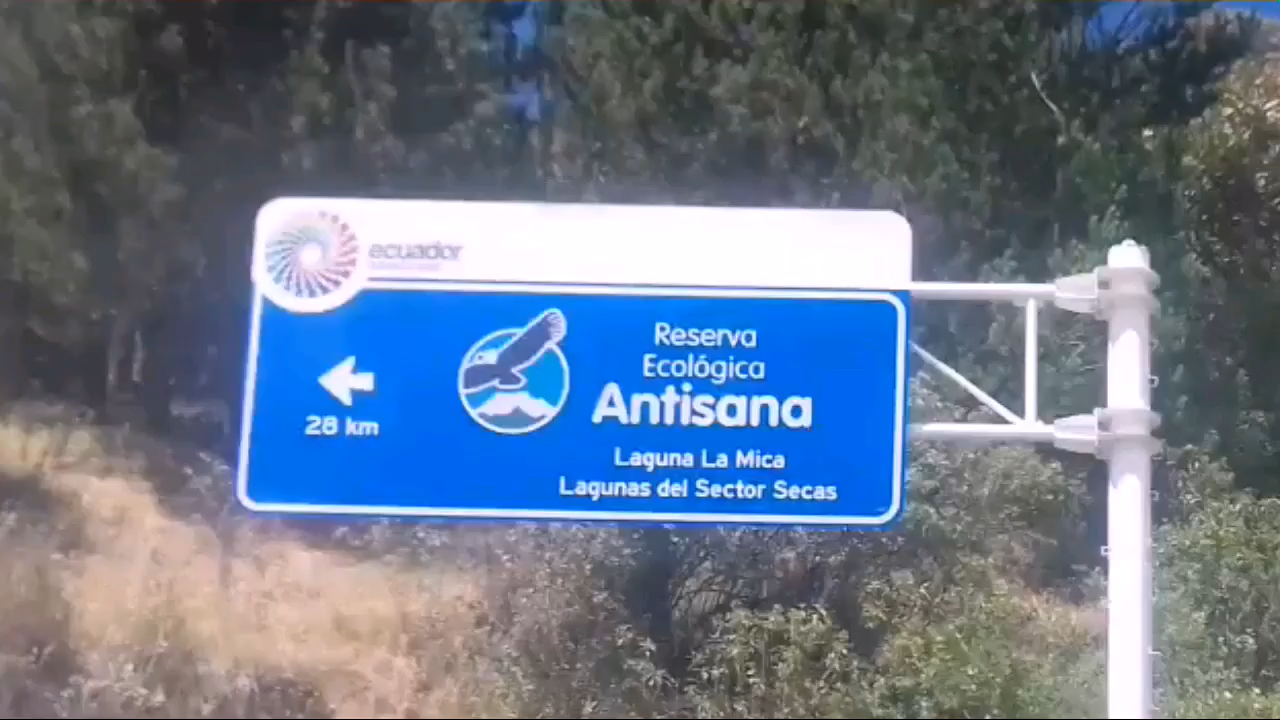 ecuador
28 km
Reserva
Ecológica
Antisana
Laguna La Mica
Lagunas del Sector Secas